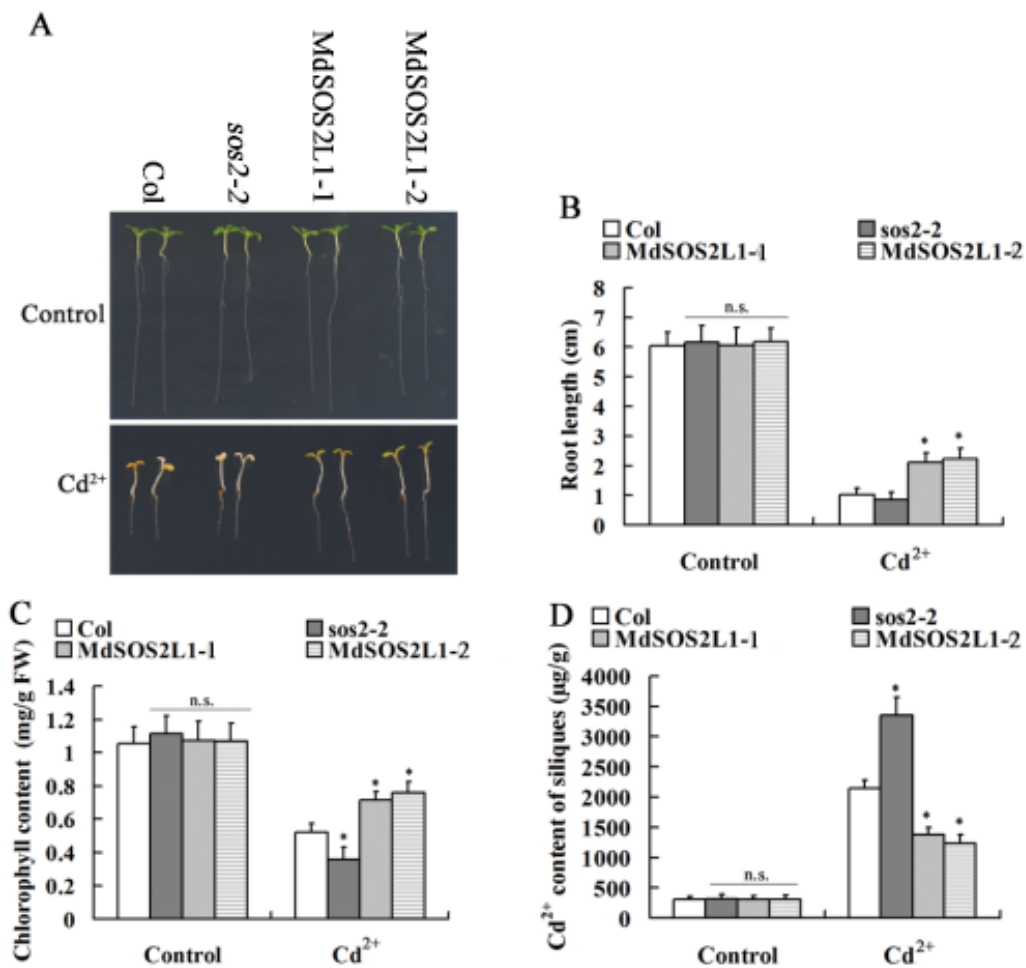 A
Col
sos2-2
MdSOS2L1-1
MdSOS2L1-2
Control
Cd²⁺
B
Col
sos2-2
MdSOS2L1-1
MdSOS2L1-2
Root length (cm)
8
7
6
5
4
3
2
1
0
n.s.
*
*
Control
Cd²⁺
C
Col
sos2-2
MdSOS2L1-1
MdSOS2L1-2
Chlorophyll content (mg/g FW)
1.4
1.2
1
0.8
0.6
0.4
0.2
0
n.s.
*
*
*
Control
Cd²⁺
D
Col
sos2-2
MdSOS2L1-1
MdSOS2L1-2
Cd²⁺ content of siliques (µg/g)
4000
3500
3000
2500
2000
1500
1000
500
0
n.s.
*
*
*
Control
Cd²⁺